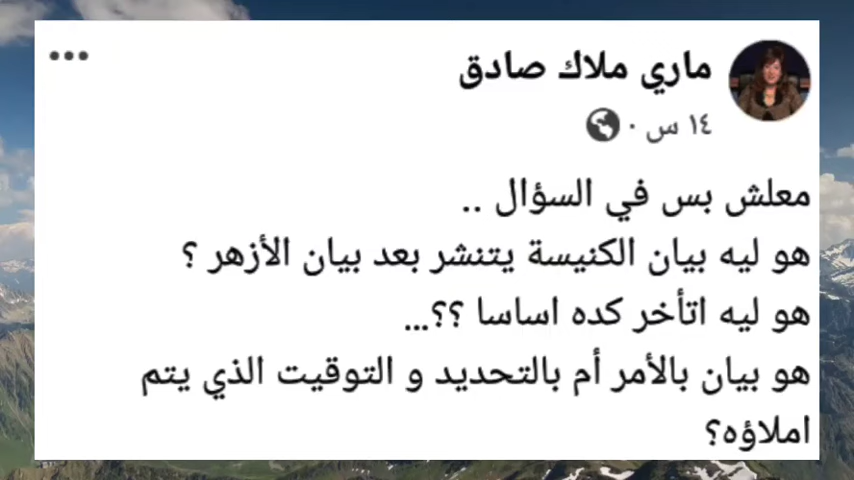 ماري ملاك صادق
١٤ س ·
معلش بس في السؤال ..
هو ليه بيان الكنيسة يتنشر بعد بيان الأزهر ؟
هو ليه اتأخر كده اساسا ؟؟...
هو بيان بالأمر أم بالتحديد و التوقيت الذي يتم
املاؤه؟